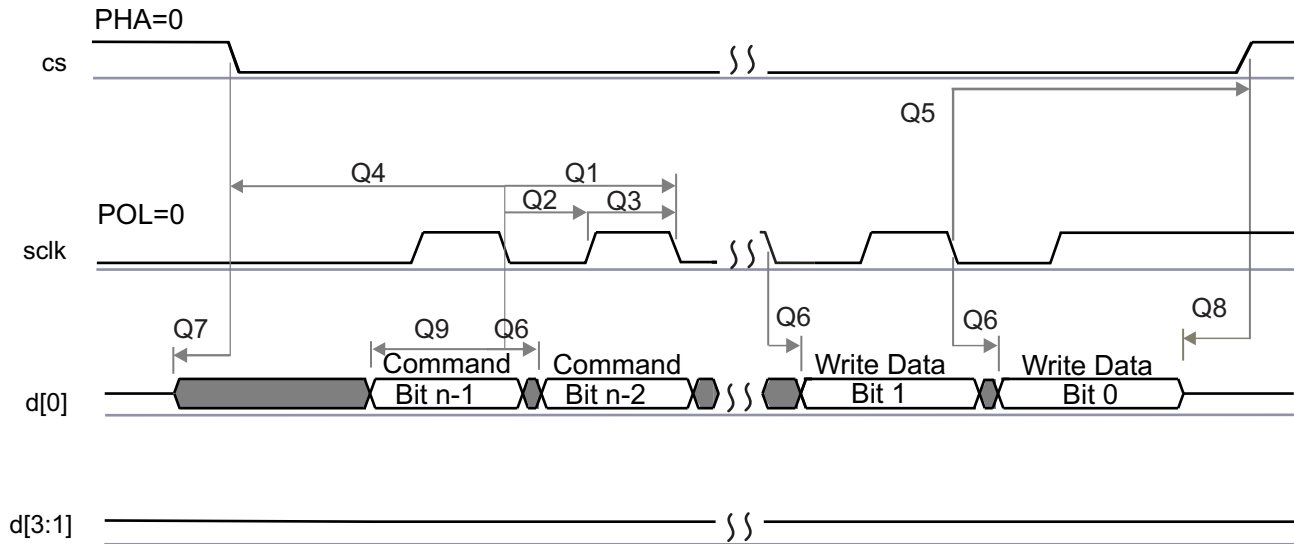 PHA=0
cs
Q5
Q4 Q1
Q2 Q3
POL=0
sclk
Q7 Q9 Q6 Q6 Q6 Q8
Command Command Write Data Write Data
d[0] Bit n-1 Bit n-2 Bit 1 Bit 0
d[3:1]